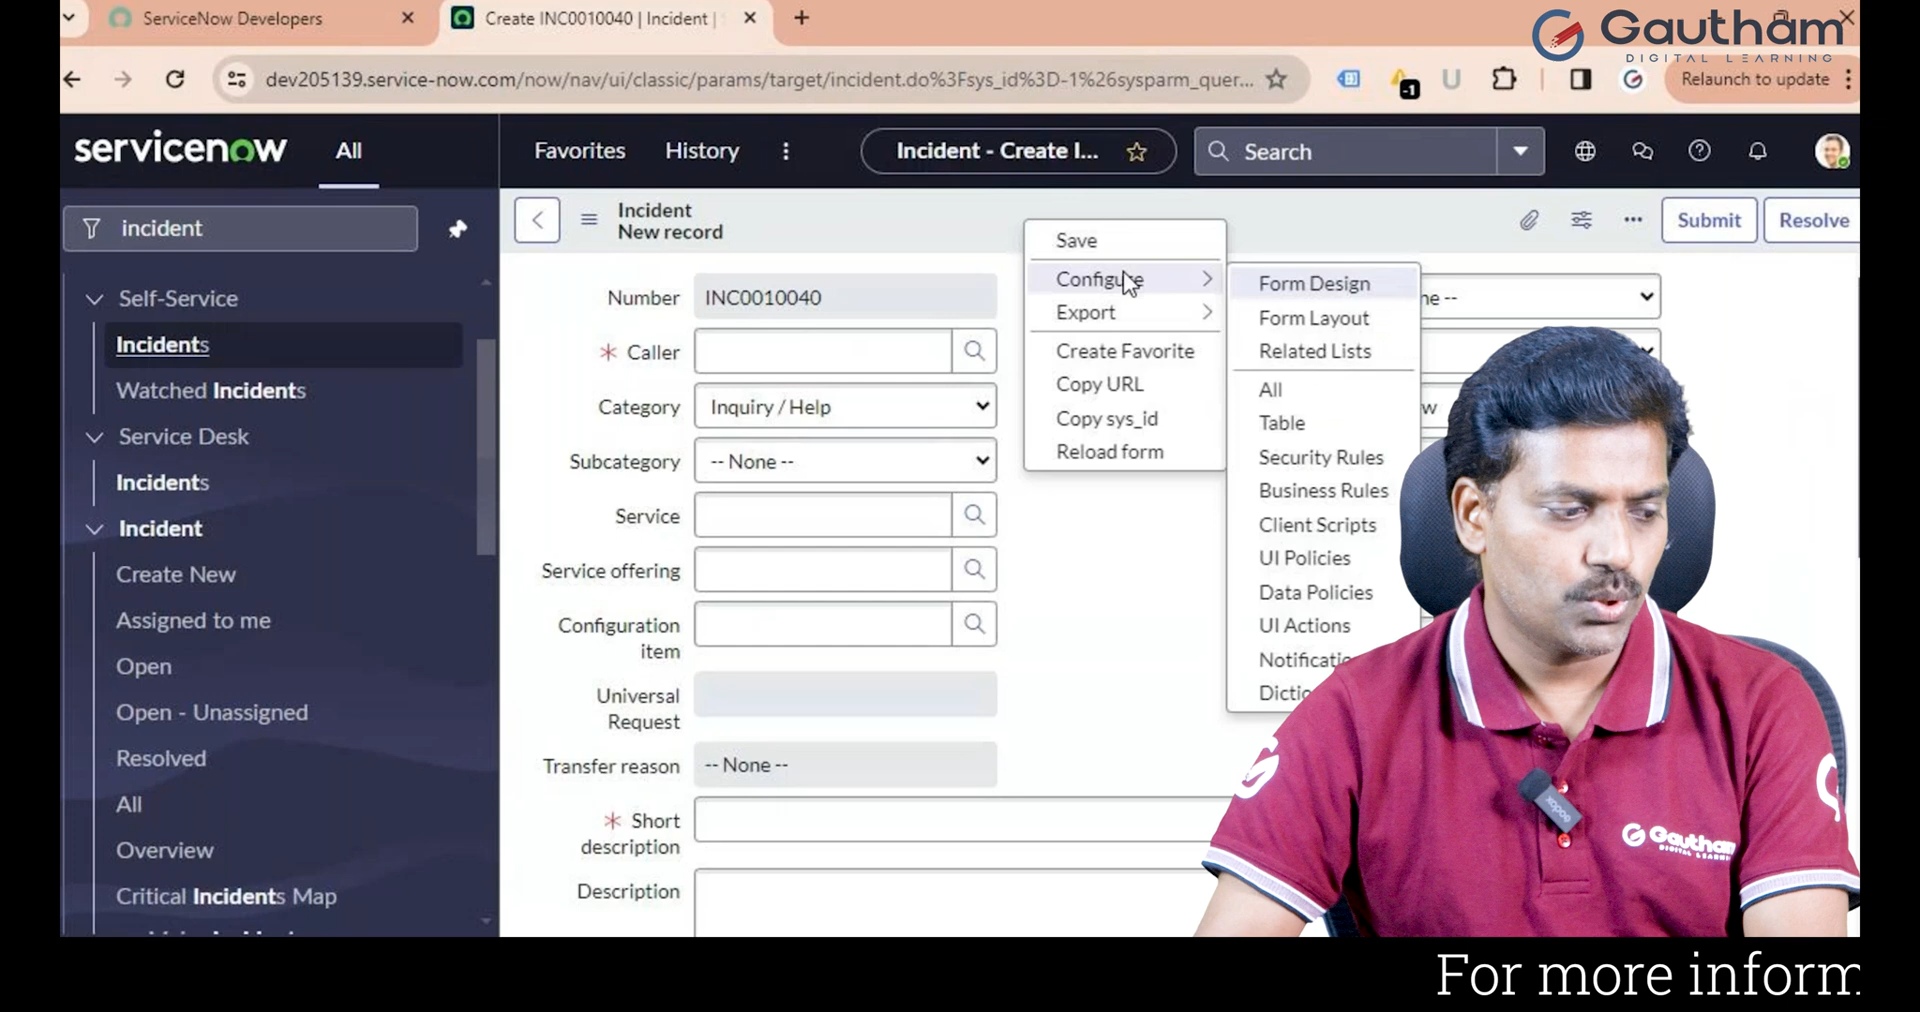 ServiceNow Developers
Create INC0010040 | Incident |
Gautham
DIGITAL LEARNING
dev205139.service-now.com/now/nav/ui/classic/params/target/incident.do%3Fsys_id%3D-1%26sysparm_quer...
-1
Relaunch to update
servicenow
All
Favorites
History
Incident - Create I...
Search
incident
Incident
New record
Submit
Resolve
Self-Service
Incidents
Watched Incidents
Service Desk
Incidents
Incident
Create New
Assigned to me
Open
Open - Unassigned
Resolved
All
Overview
Critical Incidents Map
Number
INC0010040
* Caller
Category
Inquiry / Help
Subcategory
-- None --
Service
Service offering
Configuration
item
Universal
Request
Transfer reason
-- None --
* Short
description
Description
Save
Configure
Export
Create Favorite
Copy URL
Copy sys_id
Reload form
Form Design
Form Layout
Related Lists
All
Table
Security Rules
Business Rules
Client Scripts
UI Policies
Data Policies
UI Actions
Notificatio
Dictio
ne --
w
Gautham
DIGITAL LEARN
For more inform